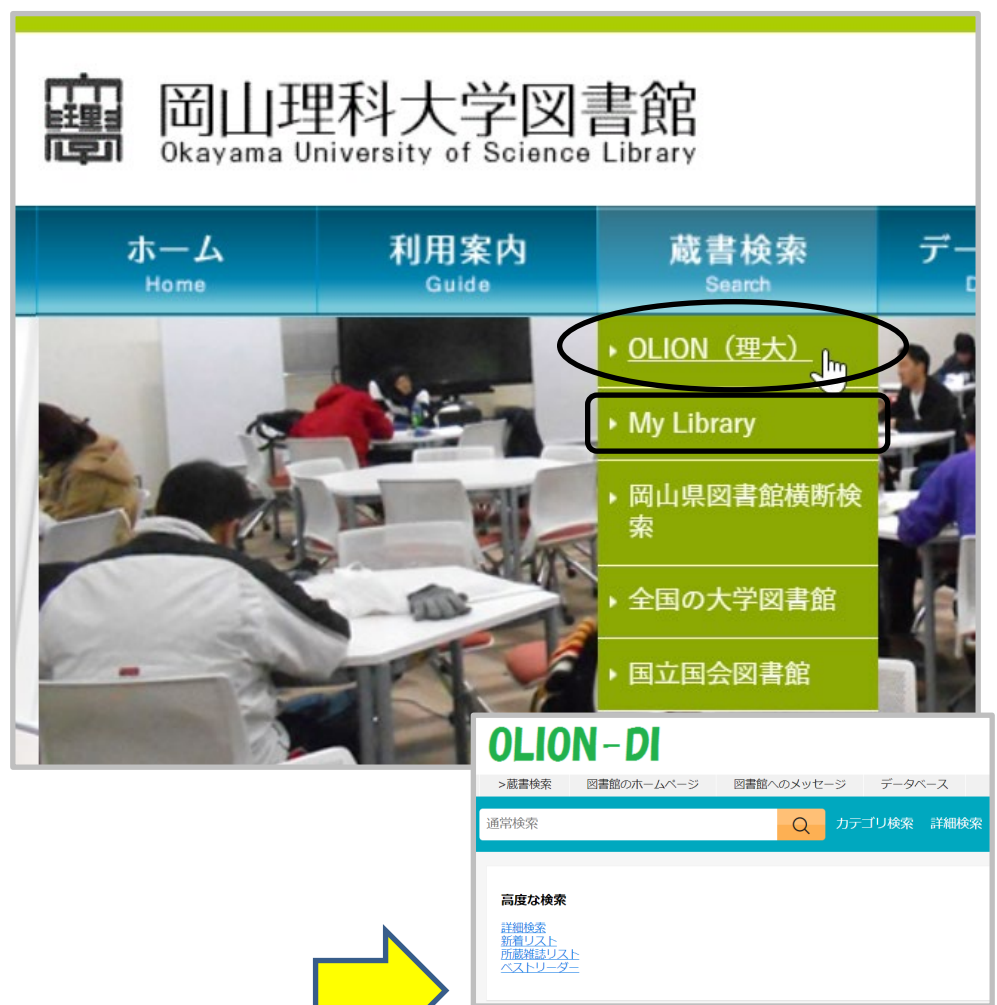 岡山理科大学図書館
Okayama University of Science Library
ホーム
Home
利用案内
Guide
蔵書検索
Search
デー
OLION（理大）
My Library
岡山県図書館横断検
索
全国の大学図書館
国立国会図書館
OLION-DI
>蔵書検索 図書館のホームページ 図書館へのメッセージ データベース
通常検索 カテゴリ検索 詳細検索
高度な検索
詳細検索
新着リスト
所蔵雑誌リスト
ベストリーダー